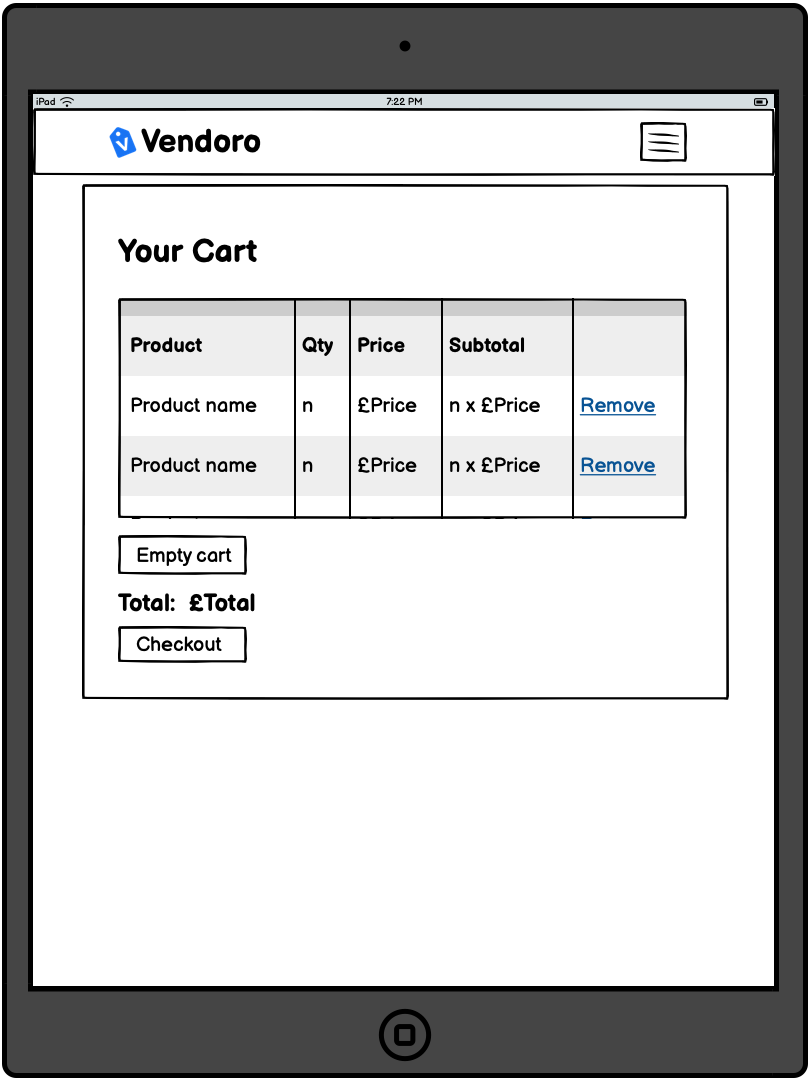 iPad 7:22 PM
Vendoro
Your Cart
Product Qty Price Subtotal
Product name n £Price n x £Price Remove
Product name n £Price n x £Price Remove
Empty cart
Total: £Total
Checkout